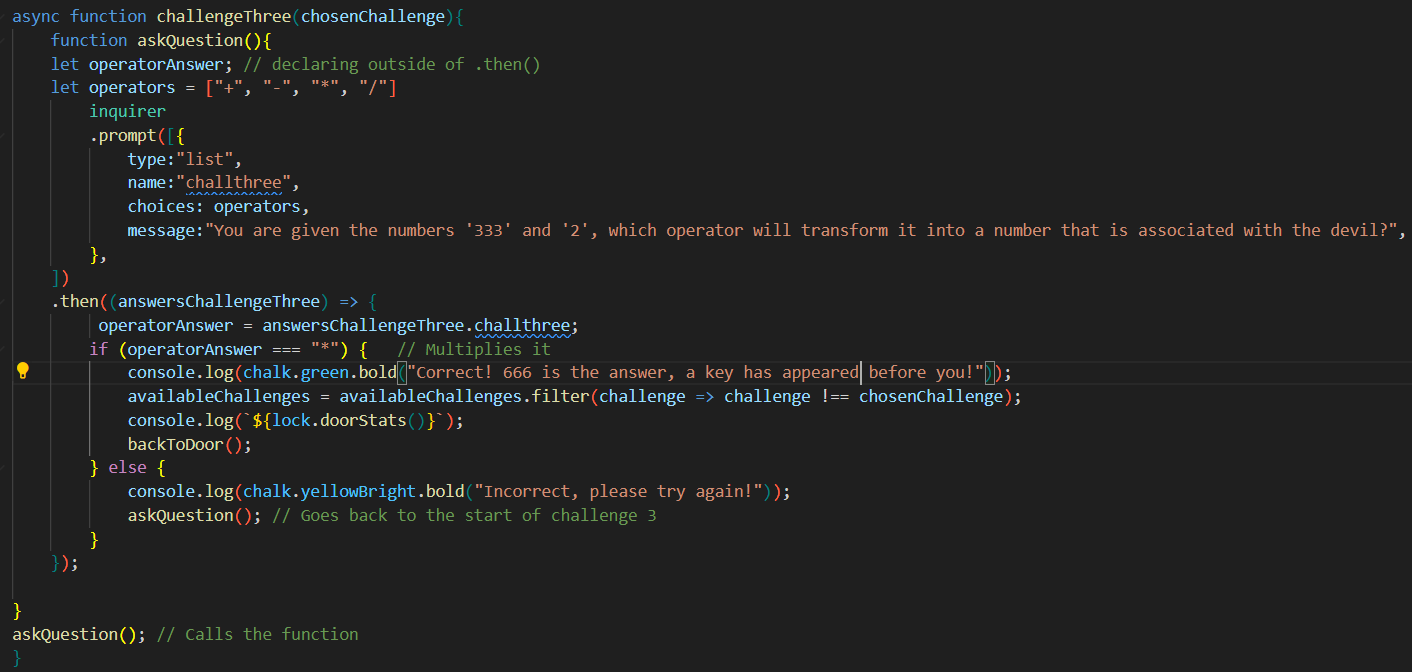 async function challengeThree(chosenChallenge){
function askQuestion(){
let operatorAnswer; // declaring outside of .then()
let operators = ["+", "-", "*", "/"]
inquirer
.prompt([{
type:"list",
name:"challthree",
choices: operators,
message:"You are given the numbers '333' and '2', which operator will transform it into a number that is associated with the devil?",
},
])
.then((answersChallengeThree) => {
operatorAnswer = answersChallengeThree.challthree;
if (operatorAnswer === "*") { // Multiplies it
console.log(chalk.green.bold("Correct! 666 is the answer, a key has appeared before you!"));
availableChallenges = availableChallenges.filter(challenge => challenge !== chosenChallenge);
console.log(`${lock.doorStats()}`);
backToDoor();
} else {
console.log(chalk.yellowBright.bold("Incorrect, please try again!"));
askQuestion(); // Goes back to the start of challenge 3
}
});
}
askQuestion(); // Calls the function
}